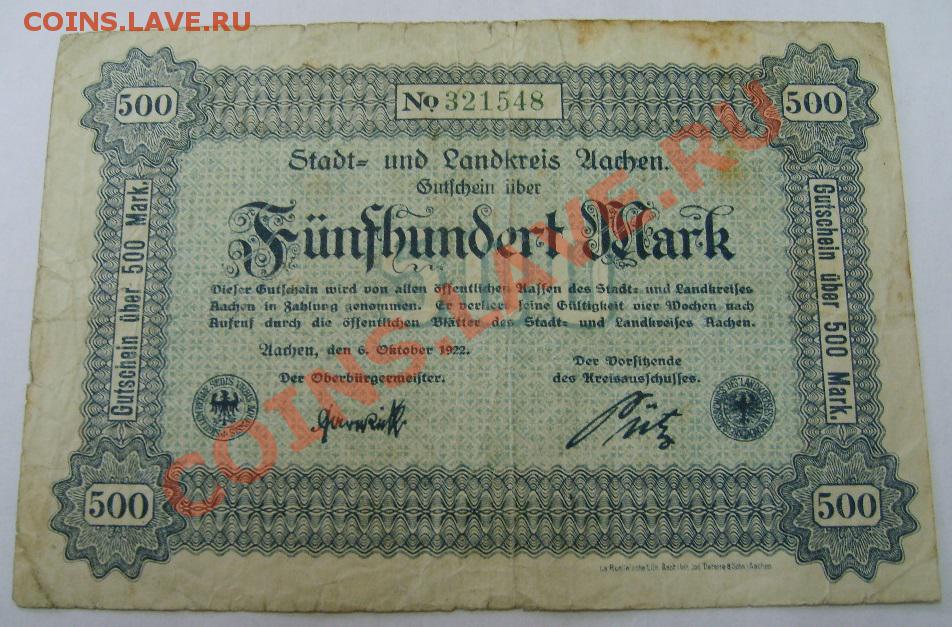 COINS.LAVE.RU
500
No 321548
500
Stadt= und Landkreis Aachen.
Gutschein über
Fünfhundert Mark
500
Dieser Gutschein wird von allen öffentlichen Kassen des Stadt= und Landkreises
Aachen in Zahlung genommen. Er verliert seine Gültigkeit vier Wochen nach
Aufruf durch die öffentlichen Blätter des Stadt= und Landkreises Aachen.
Aachen, den 6. Oktober 1922.
Der Oberbürgermeister.
Der Vorsitzende
des Kreisausschusses.
Gutschein über 500 Mark.
Gutschein über 500 Mark.
500
500
COINS.LAVE.RU